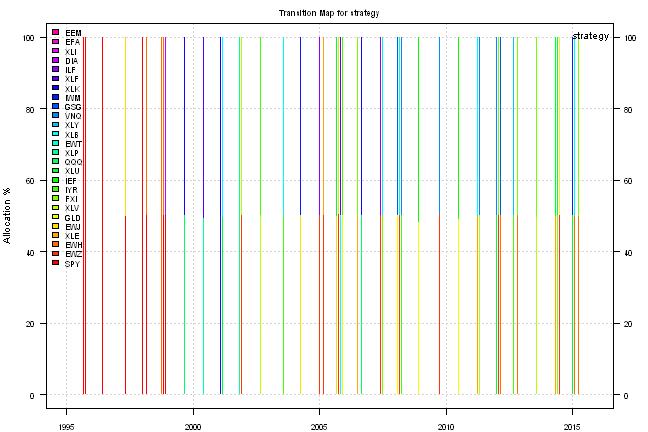 Transition Map for strategy
strategy
Allocation %
100
80
60
40
20
0
EEM
EFA
XLI
DIA
ILF
XLF
XLK
IWM
GSG
VNQ
XLY
XLB
EWT
XLP
QQQ
XLU
IEF
IYR
FXI
XLV
GLD
EWJ
XLE
EWH
EWZ
SPY
100
80
60
40
20
0
1995 2000 2005 2010 2015